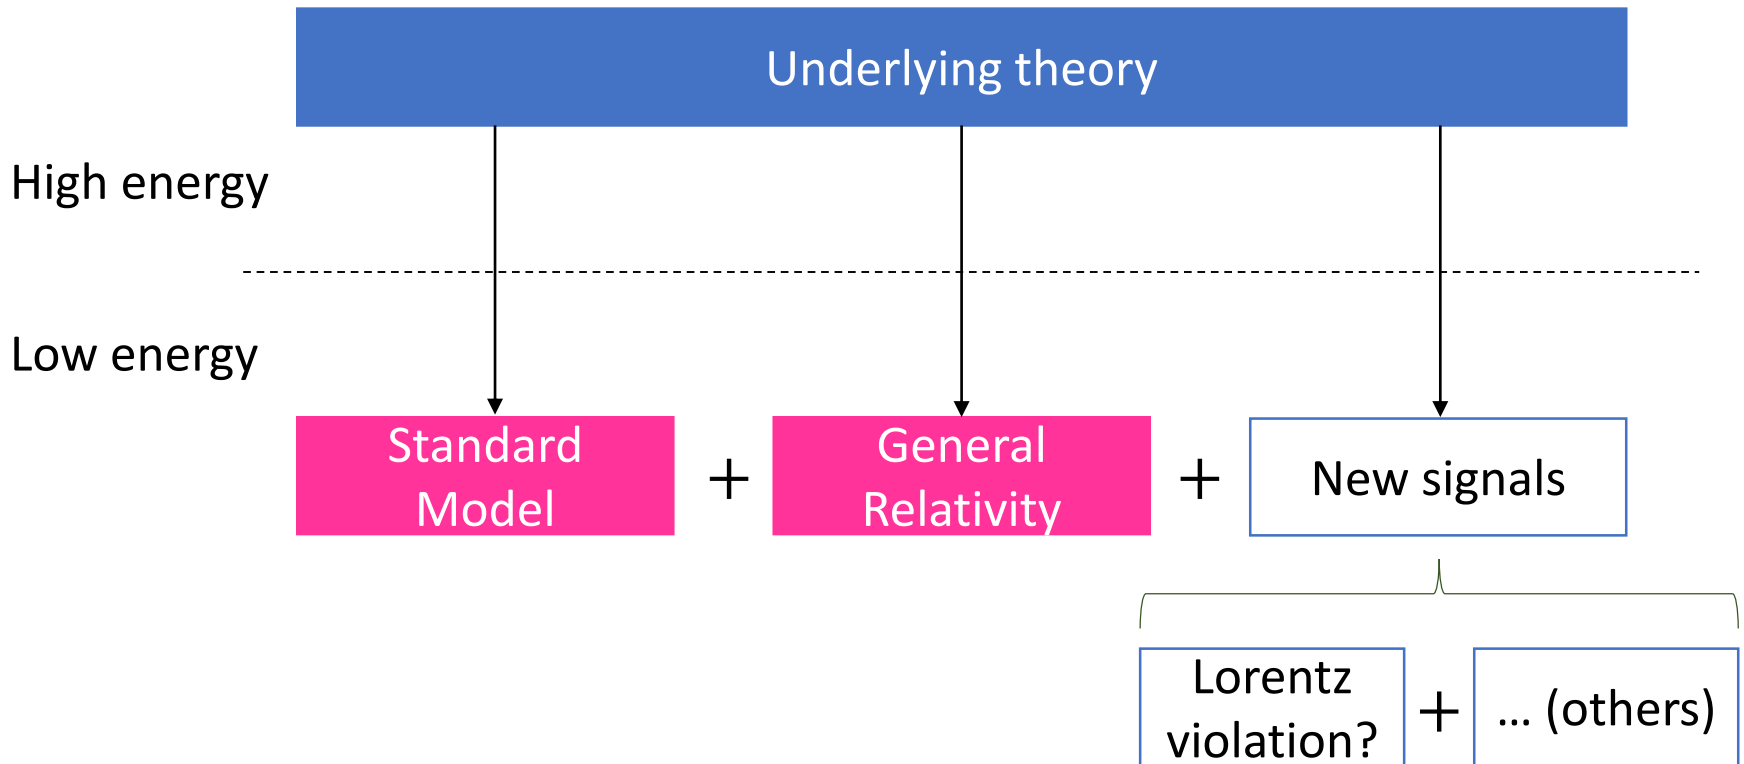 Underlying theory
High energy
Low energy
Standard
Model
+
General
Relativity
+
New signals
Lorentz
violation?
+
... (others)